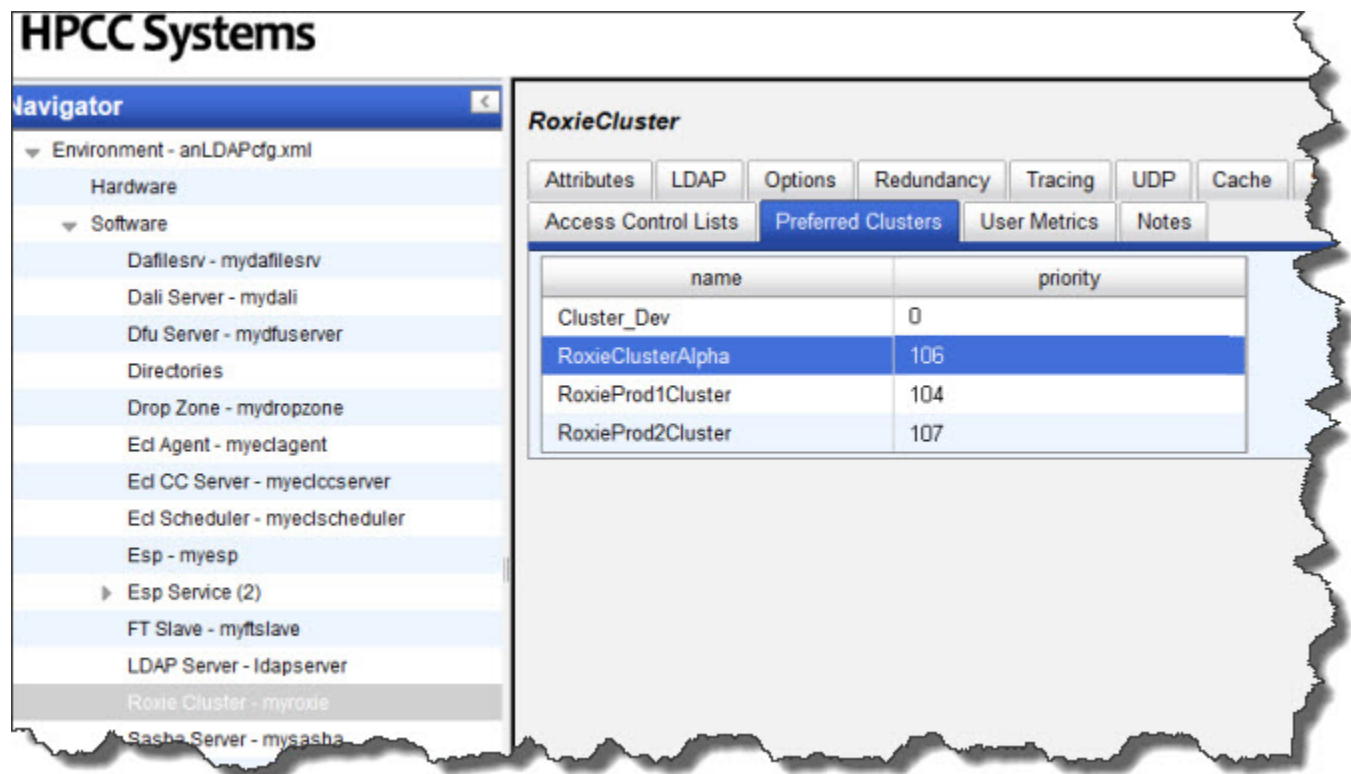 HPCC Systems
Navigator
Environment - anLDAPcfg.xml
Hardware
Software
Dafilesrv - mydafilesrv
Dali Server - mydali
Dfu Server - mydfuserver
Directories
Drop Zone - mydropzone
Ecl Agent - myeclagent
Ecl CC Server - myeclccserver
Ecl Scheduler - myeclscheduler
Esp - myesp
Esp Service (2)
FT Slave - myftslave
LDAP Server - ldapserver
Roxie Cluster - myroxie
Sasha Server - mysasha
RoxieCluster
Attributes LDAP Options Redundancy Tracing UDP Cache
Access Control Lists Preferred Clusters User Metrics Notes
name priority
Cluster_Dev 0
RoxieClusterAlpha 106
RoxieProd1Cluster 104
RoxieProd2Cluster 107